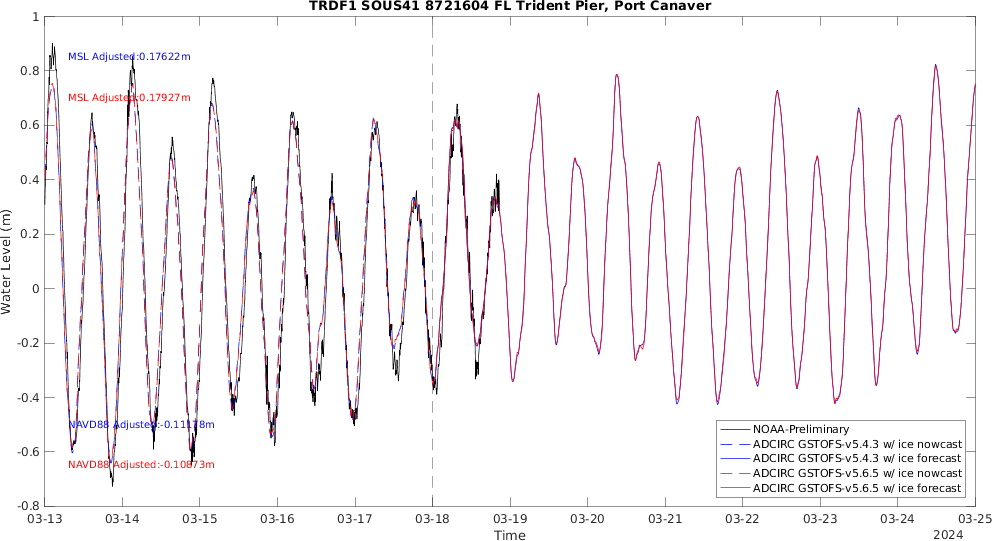 TRDF1 SOUS41 8721604 FL Trident Pier, Port Canaver
1
0.8
0.6
0.4
0.2
0
-0.2
-0.4
-0.6
-0.8
Water Level (m)
MSL Adjusted:0.17622m
MSL Adjusted:0.17927m
NAVD88 Adjusted:-0.11178m
NAVD88 Adjusted:-0.10873m
NOAA-Preliminary
ADCIRC GSTOFS-v5.4.3 w/ ice nowcast
ADCIRC GSTOFS-v5.4.3 w/ ice forecast
ADCIRC GSTOFS-v5.6.5 w/ ice nowcast
ADCIRC GSTOFS-v5.6.5 w/ ice forecast
03-13 03-14 03-15 03-16 03-17 03-18 03-19 03-20 03-21 03-22 03-23 03-24 03-25
Time
2024